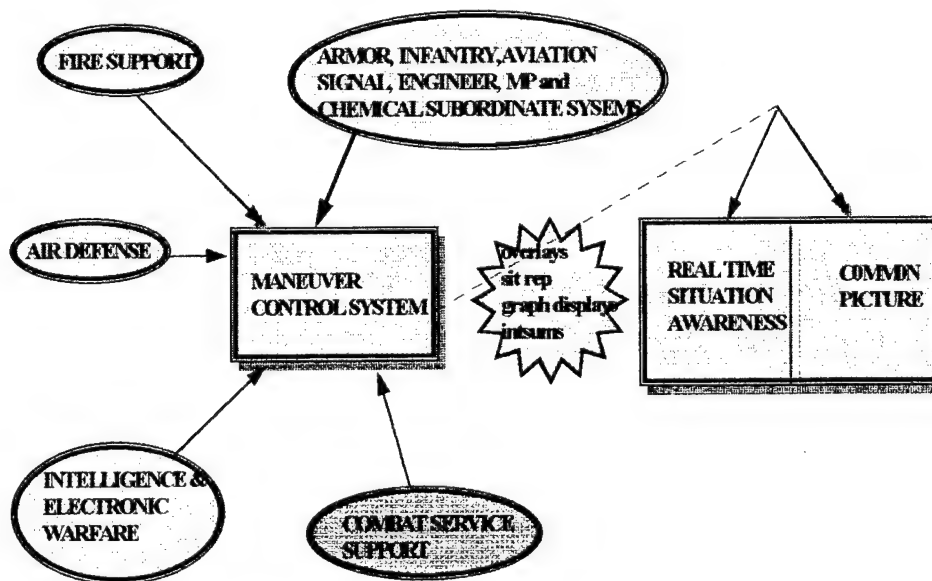 FIRE SUPPORT
ARMOR, INFANTRY, AVIATION
SIGNAL, ENGINEER, MP and
CHEMICAL SUBORDINATE SYSEMS
AIR DEFENSE
MANEUVER
CONTROL SYSTEM
overlays
sit rep
graph displays
intsums
REAL TIME
SITUATION
AWARENESS
COMMON
PICTURE
INTELLIGENCE &
ELECTRONIC
WARFARE
COMBAT SERVICE
SUPPORT